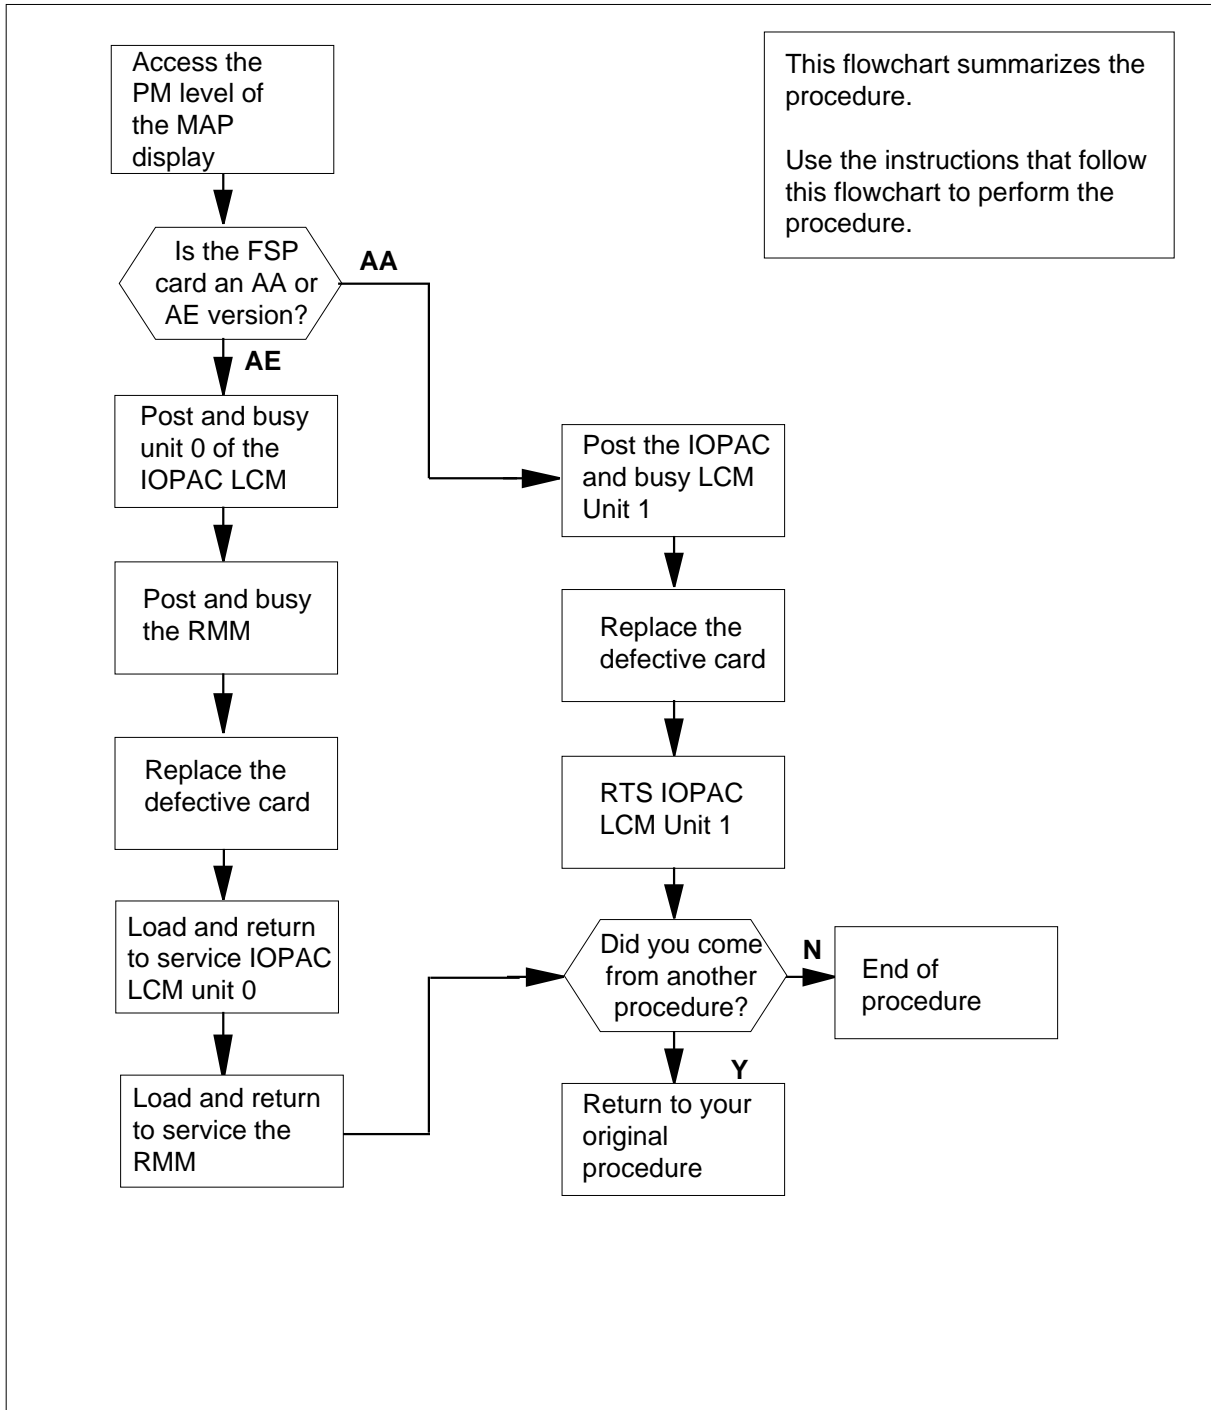 Access the
PM level of
the MAP
display
This flowchart summarizes the
procedure.
Use the instructions that follow
this flowchart to perform the
procedure.
Is the FSP
card an AA or
AE version?
AA
AE
Post and busy
unit 0 of the
IOPAC LCM
Post and busy
the RMM
Replace the
defective card
Load and return
to service IOPAC
LCM unit 0
Load and return
to service the
RMM
Post the IOPAC
and busy LCM
Unit 1
Replace the
defective card
RTS IOPAC
LCM Unit 1
Did you come
from another
procedure?
N
End of
procedure
Y
Return to your
original
procedure